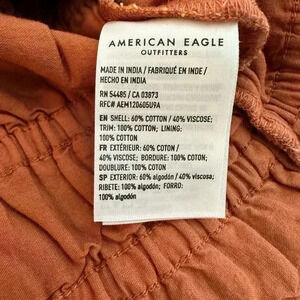 AMERICAN EAGLE
OUTFITTERS
MADE IN INDIA / FABRIQUÉ EN INDE /
HECHO EN INDIA
RN 54485 / CA 03873
RFC# AEM120605U9A
EN SHELL: 60% COTTON / 40% VISCOSE;
TRIM: 100% COTTON; LINING:
100% COTTON
FR EXTÉRIEUR: 60% COTON /
40% VISCOSE; BORDURE: 100% COTON;
DOUBLURE: 100% COTON
SP EXTERIOR: 60% algodón / 40% viscosa;
RIBETE: 100% algodón; FORRO:
100% algodón